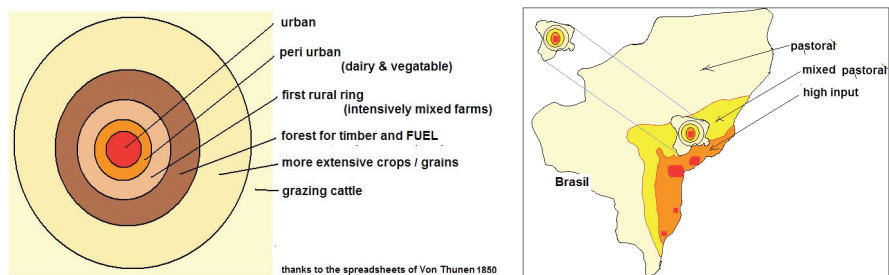 urban
peri urban
(dairy & vegatable)
first rural ring
(intensively mixed farms)
forest for timber and FUEL
more extensive crops / grains
grazing cattle
thanks to the spreadsheets of Von Thunen 1850
pastoral
mixed pastoral
high input
Brasil